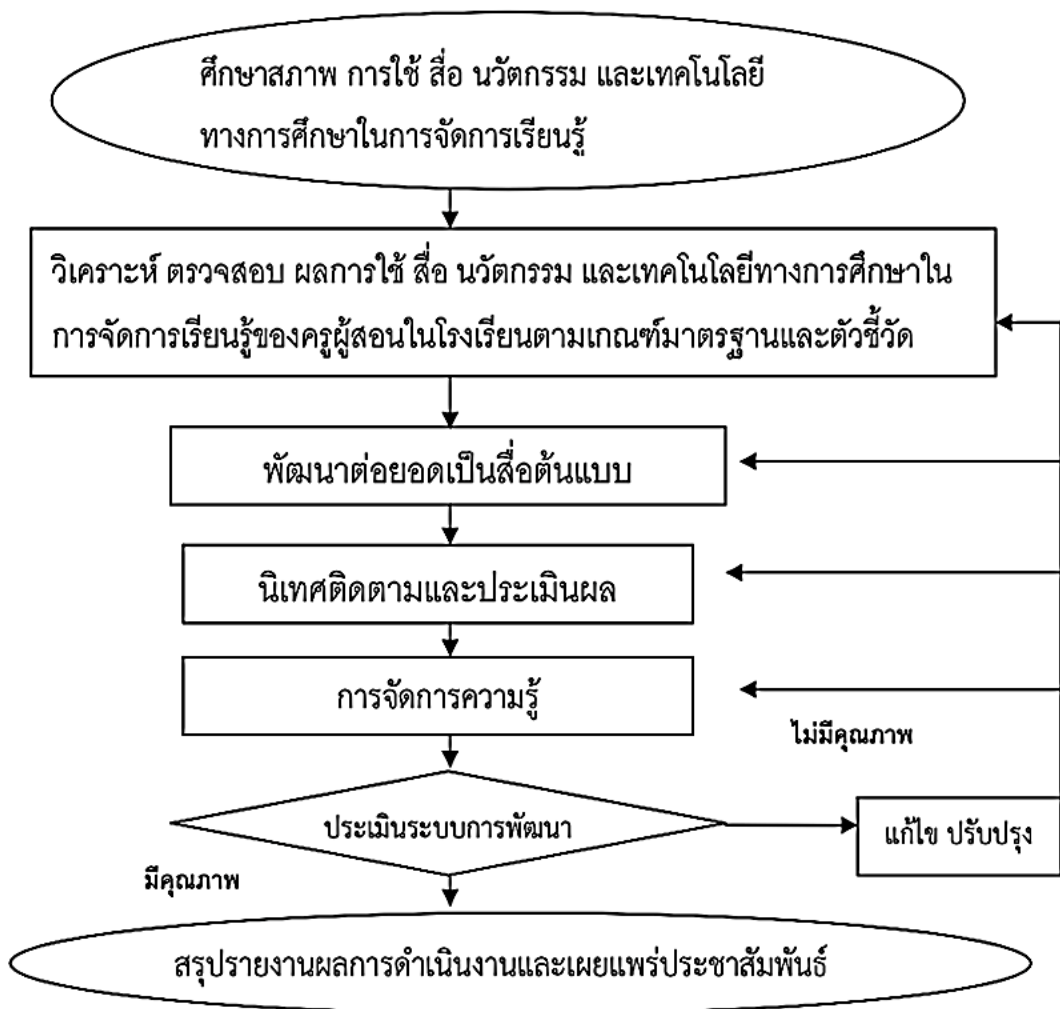 ศึกษาสภาพ การใช้ สื่อ นวัตกรรม และเทคโนโลยี
ทางการศึกษาในการจัดการเรียนรู้
วิเคราะห์ ตรวจสอบ ผลการใช้ สื่อ นวัตกรรม และเทคโนโลยีทางการศึกษาใน
การจัดการเรียนรู้ของครูผู้สอนในโรงเรียนตามเกณฑ์มาตรฐานและตัวชี้วัด
พัฒนาต่อยอดเป็นสื่อต้นแบบ
นิเทศติดตามและประเมินผล
การจัดการความรู้
ไม่มีคุณภาพ
ประเมินระบบการพัฒนา
แก้ไข ปรับปรุง
มีคุณภาพ
สรุปรายงานผลการดำเนินงานและเผยแพร่ประชาสัมพันธ์